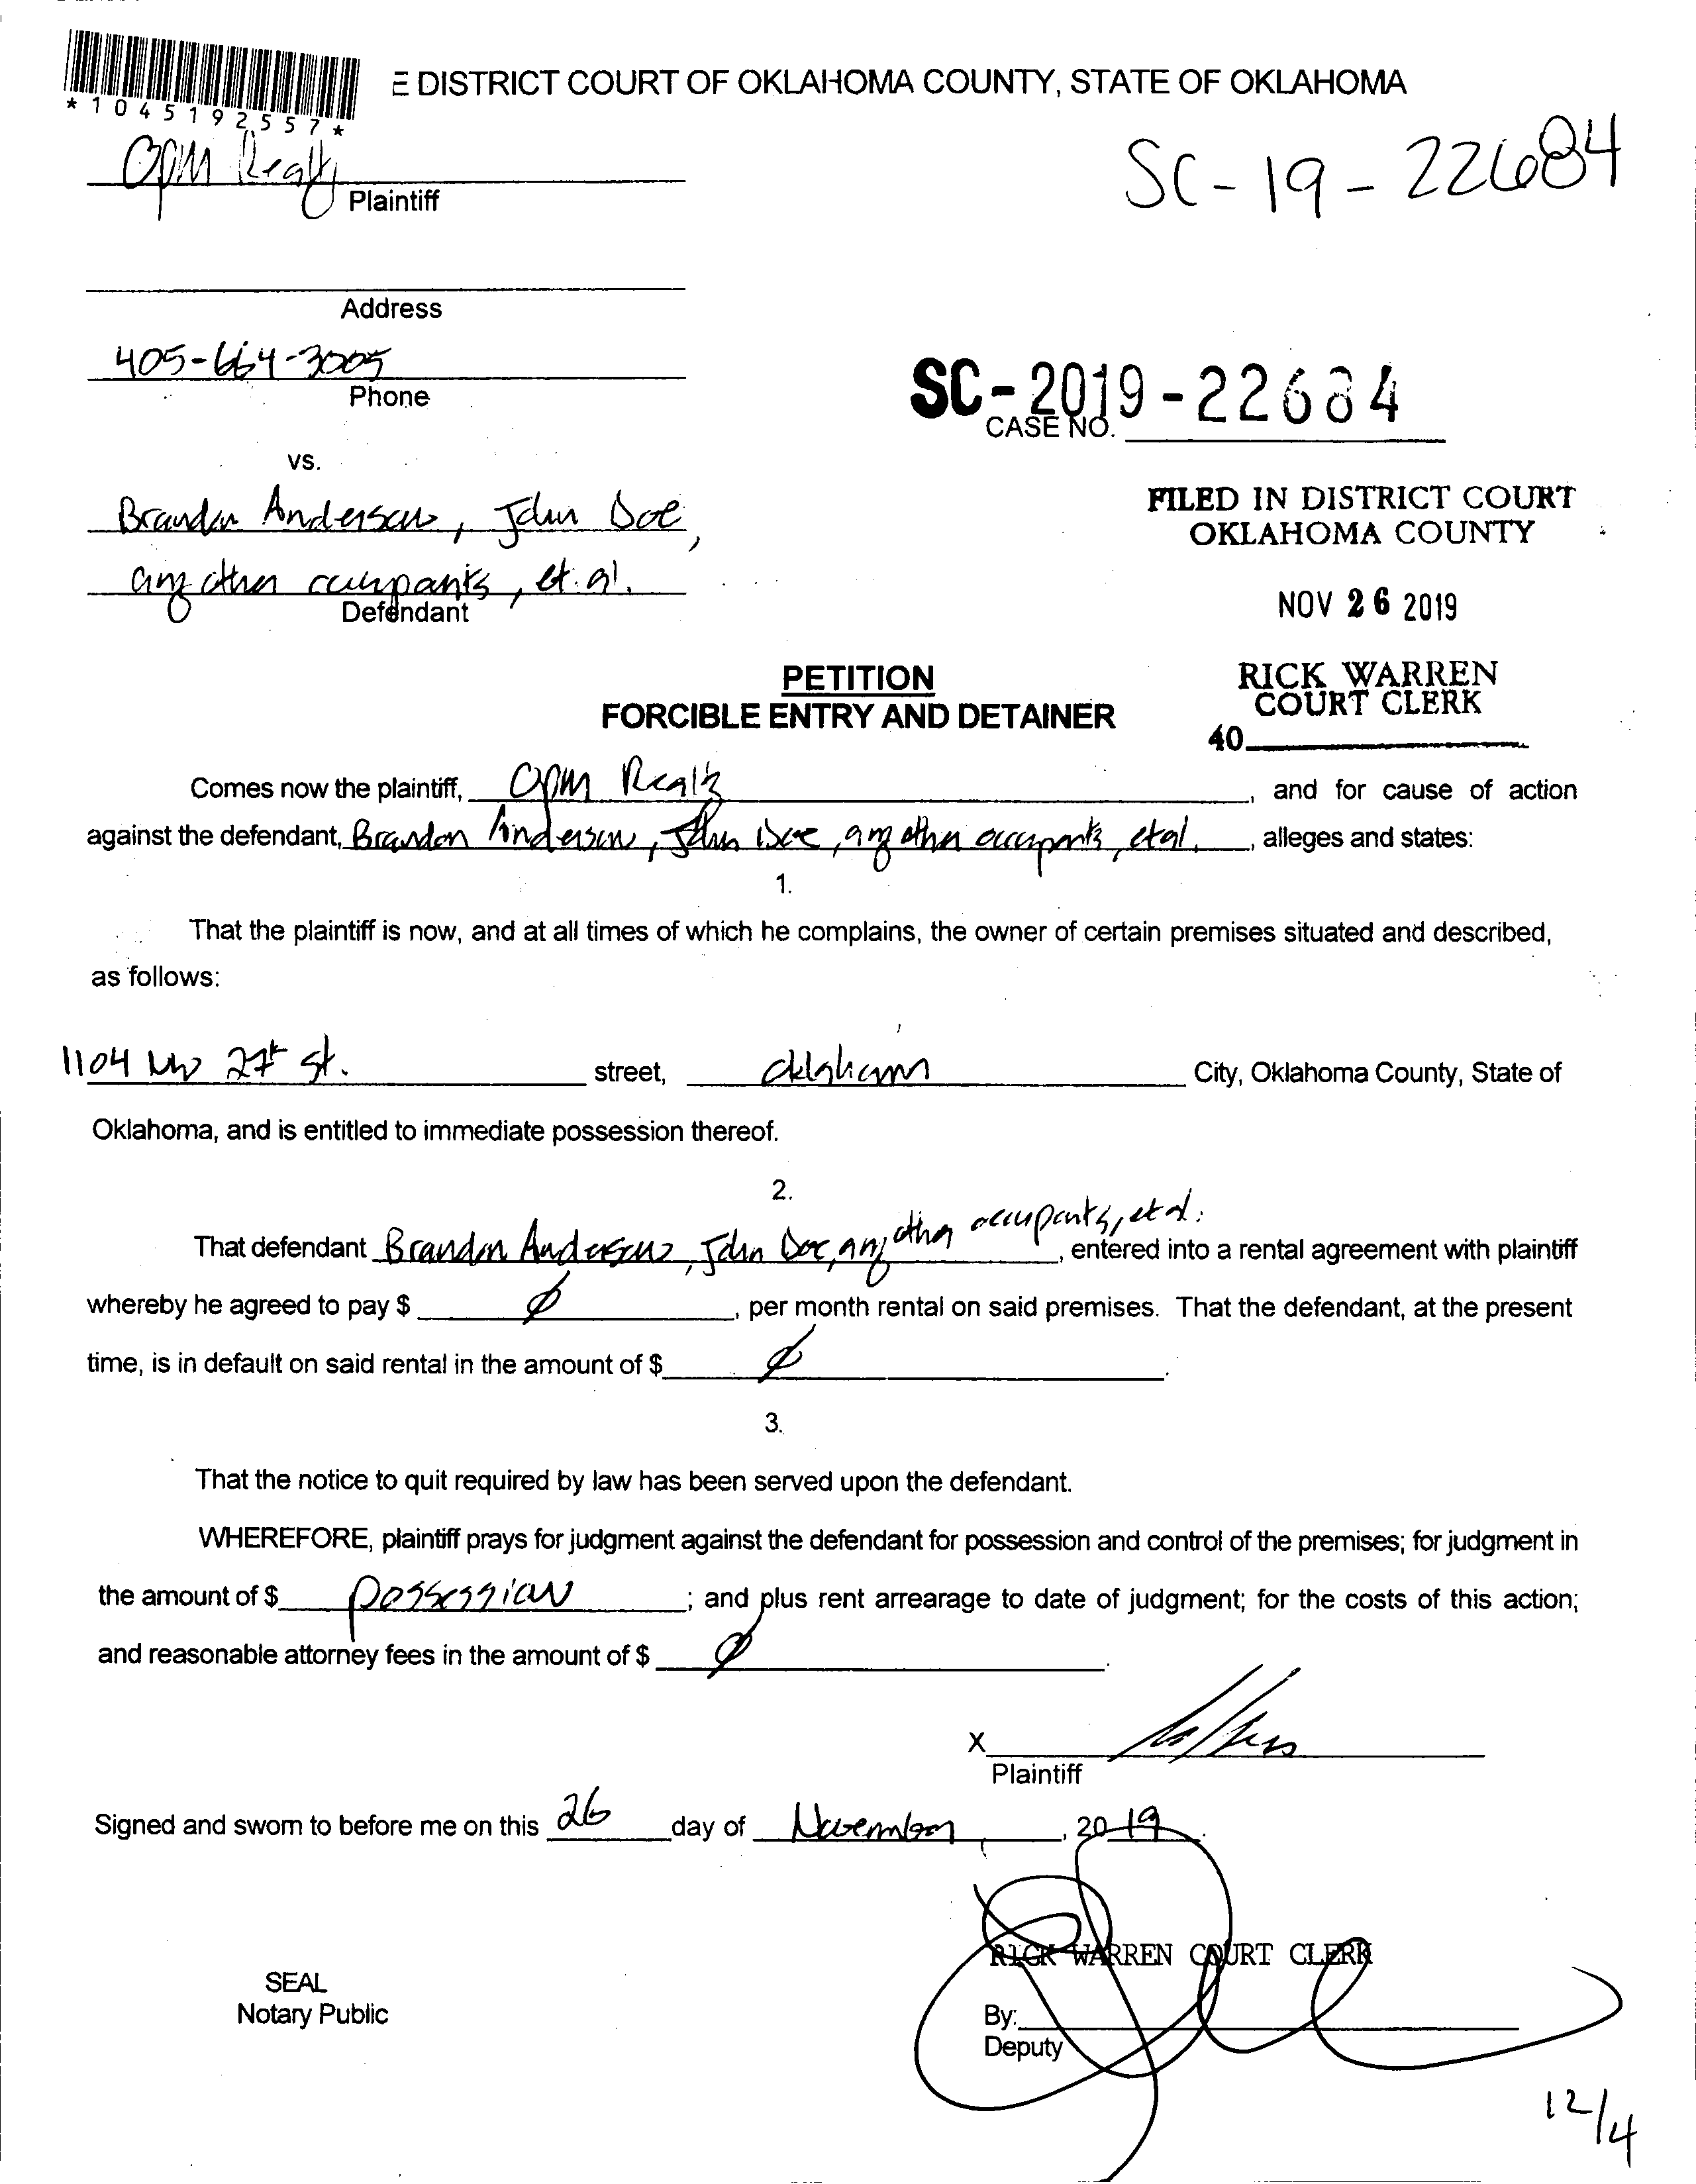 E DISTRICT COURT OF OKLAHOMA COUNTY, STATE OF OKLAHOMA
*1045192557*
OPM Realty
Plaintiff
SC-19-22684
Address
405-664-3005
Phone
SC-2019-22684
CASE NO.
vs.
Brandon Anderson, John Doe,
any other occupants, et. al.
Defendant
FILED IN DISTRICT COURT
OKLAHOMA COUNTY
NOV 26 2019
RICK WARREN
COURT CLERK
40
PETITION
FORCIBLE ENTRY AND DETAINER
Comes now the plaintiff, OPM Realty, and for cause of action
against the defendant, Brandon Anderson, John Doe, any other occupants, et al., alleges and states:
1.
That the plaintiff is now, and at all times of which he complains, the owner of certain premises situated and described,
as follows:
1104 NW 27th St. street, Oklahoma City, Oklahoma County, State of
Oklahoma, and is entitled to immediate possession thereof.
2.
That defendant Brandon Anderson, John Doe, any other occupants, et al., entered into a rental agreement with plaintiff
whereby he agreed to pay $ Ø, per month rental on said premises. That the defendant, at the present
time, is in default on said rental in the amount of $ Ø.
3.
That the notice to quit required by law has been served upon the defendant.
WHEREFORE, plaintiff prays for judgment against the defendant for possession and control of the premises; for judgment in
the amount of $ possession; and plus rent arrearage to date of judgment; for the costs of this action;
and reasonable attorney fees in the amount of $ Ø.
X
Plaintiff
Signed and sworn to before me on this 26 day of November, 2019.
RICK WARREN COURT CLERK
SEAL
Notary Public
By:
Deputy
12/4